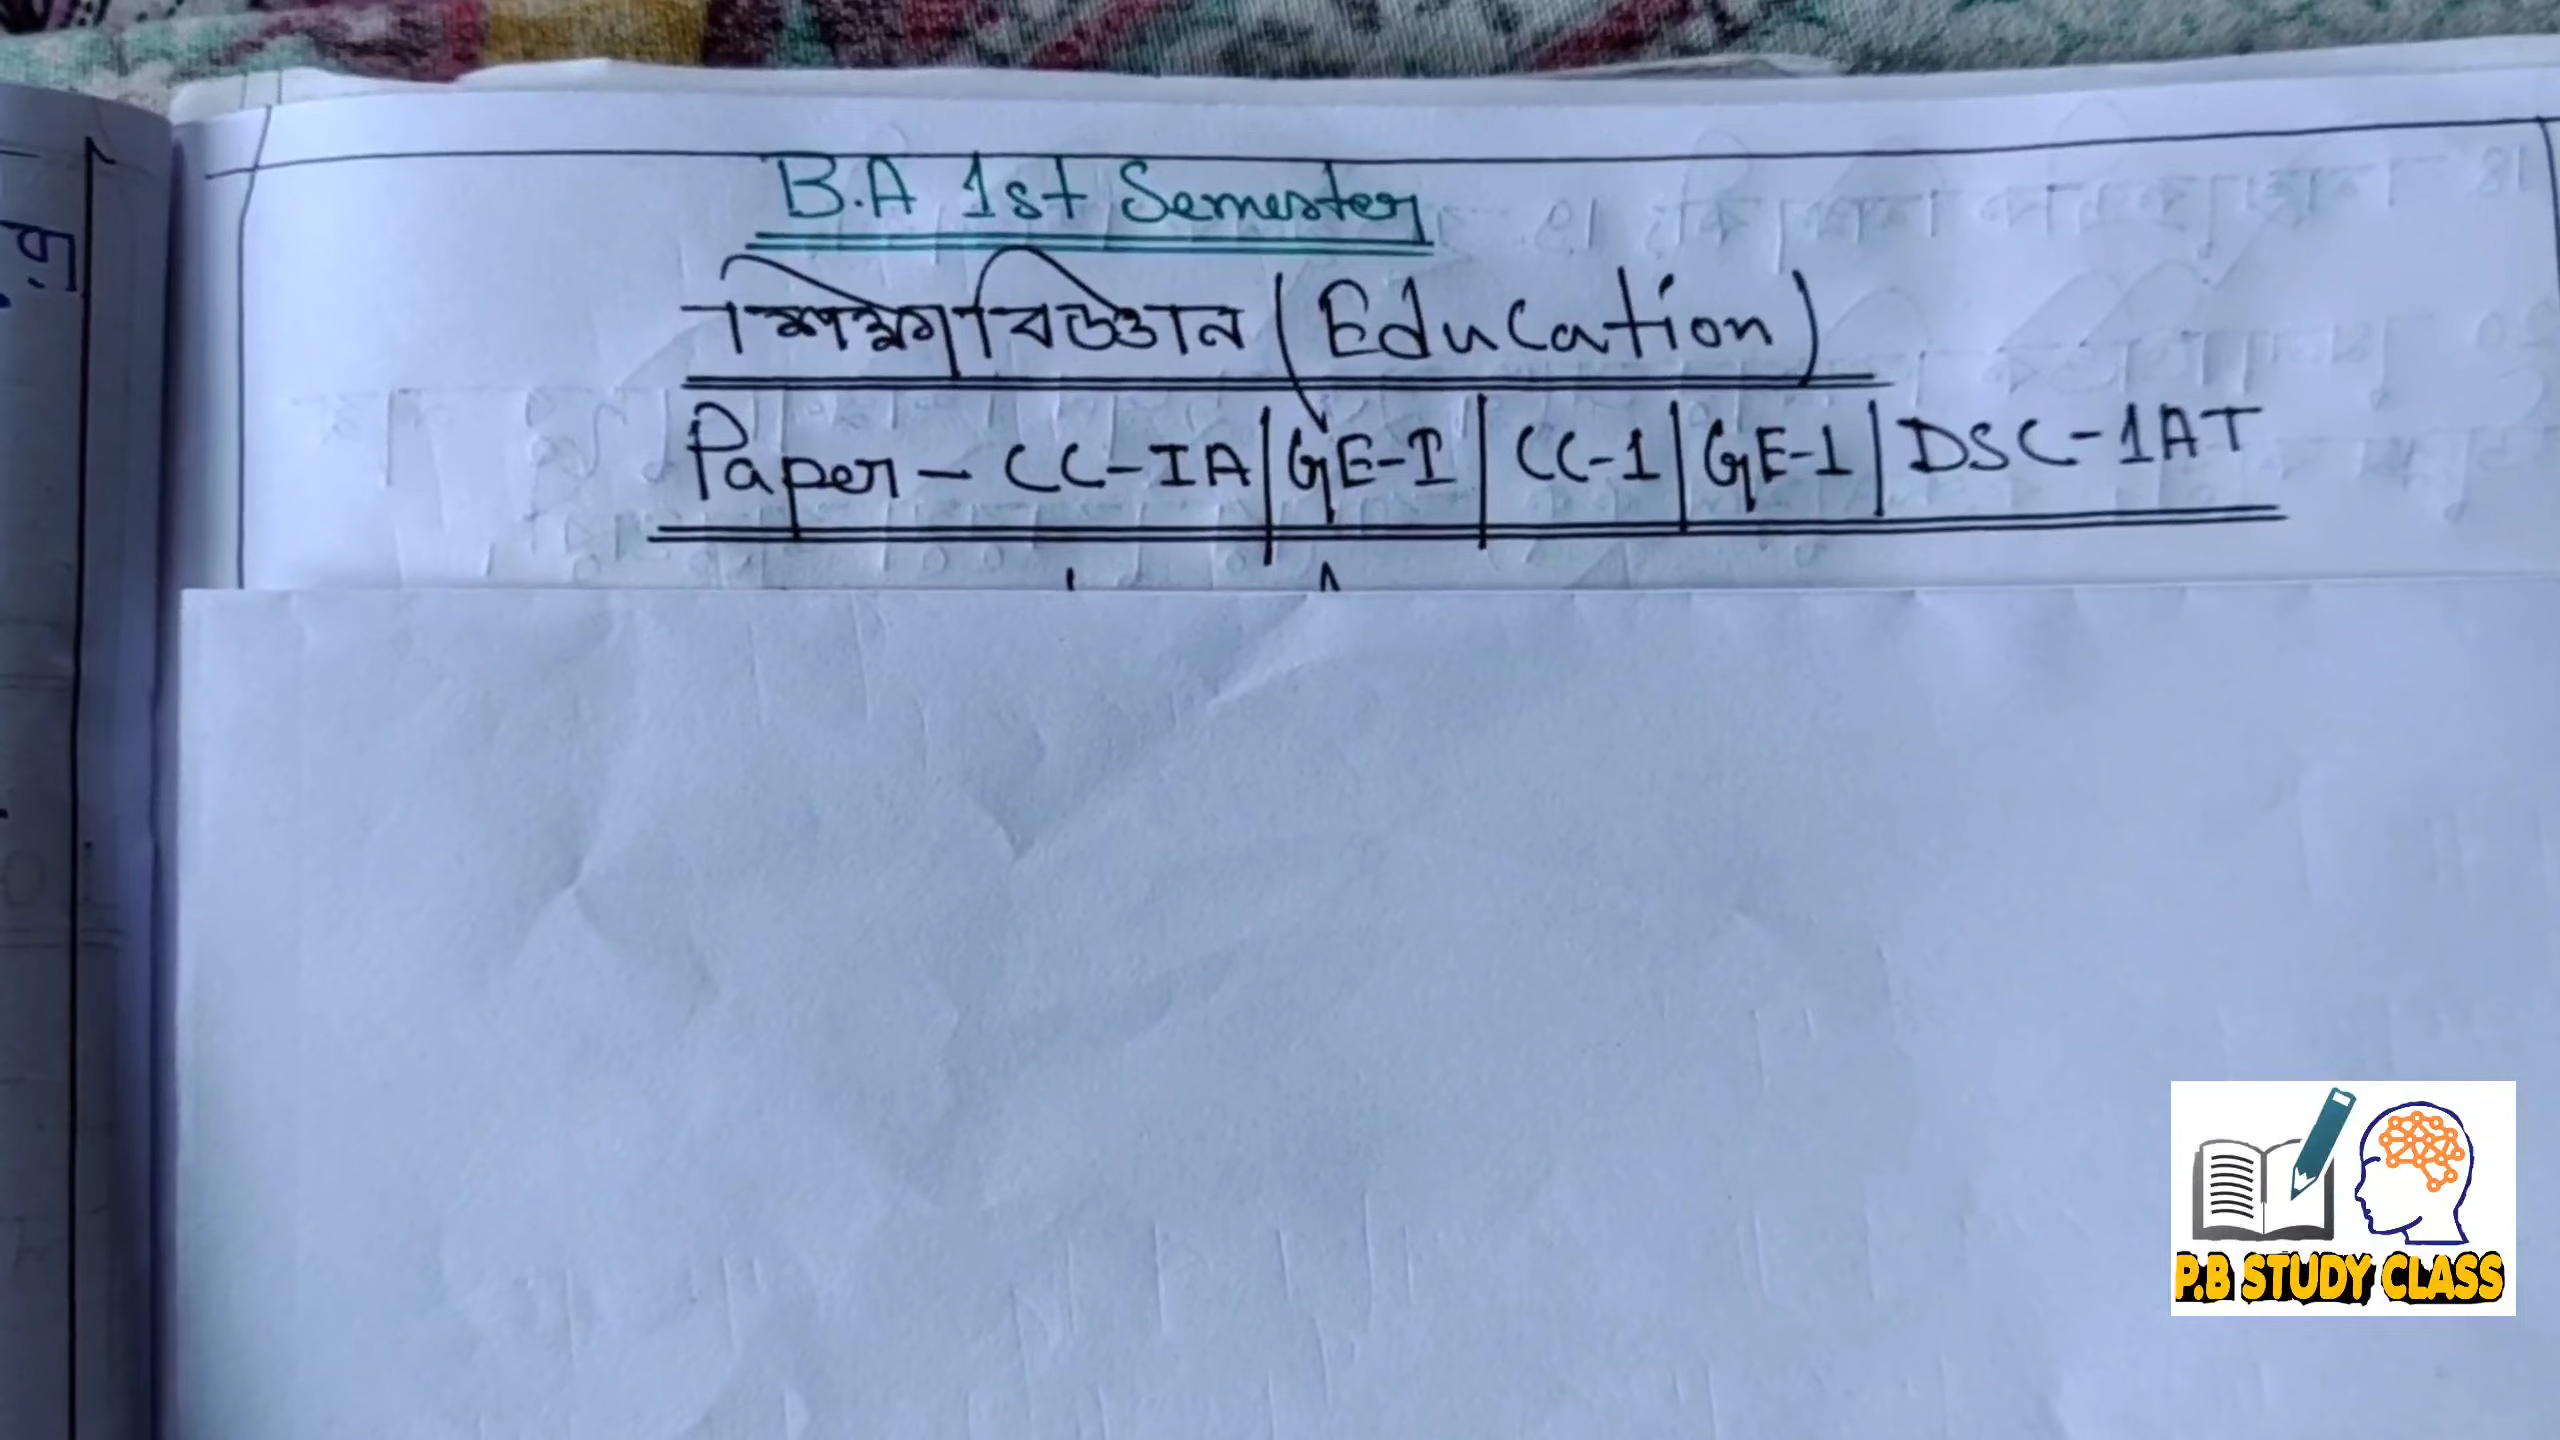 B.A 1st Semester
শিক্ষাবিজ্ঞান (Education)
Paper - CC-IA/GE-I/CC-1/GE-1/DSC-1AT
P.B STUDY CLASS